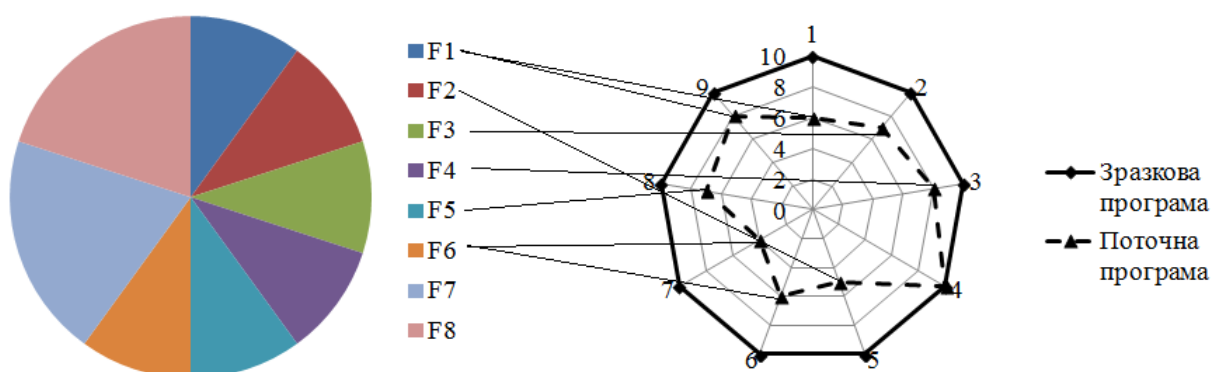 F1
F2
F3
F4
F5
F6
F7
F8
1
2
3
4
5
6
7
8
9
10
8
6
4
2
0
Зразкова
програма
Поточна
програма